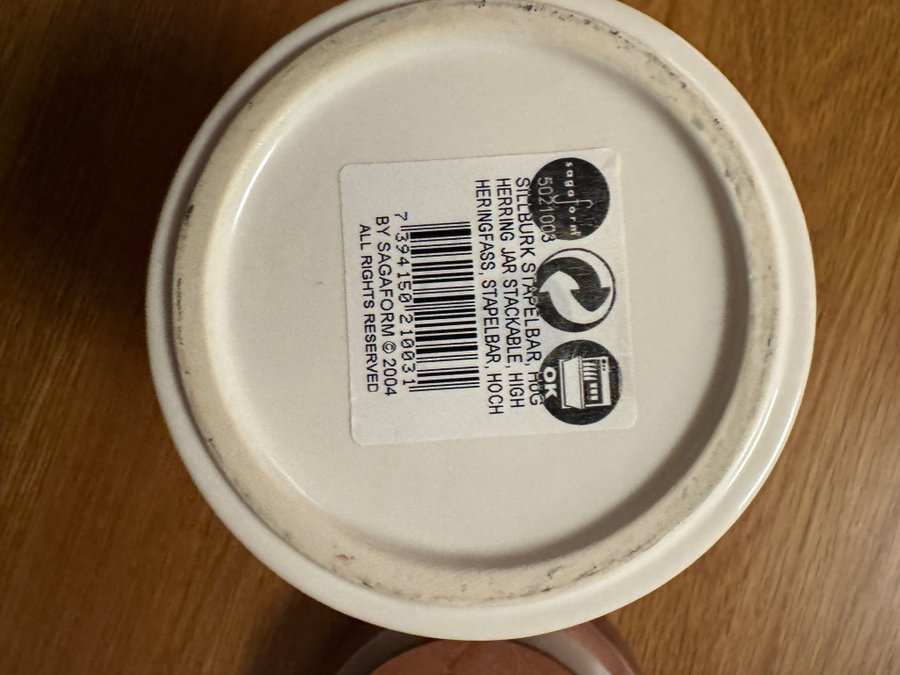 sagaform
5021003
OK
SILLBURK STAPELBAR, HÖG
HERRING JAR STACKABLE, HIGH
HERINGFASS, STAPELBAR, HOCH
7 394150 210031
BY SAGAFORM © 2004
ALL RIGHTS RESERVED